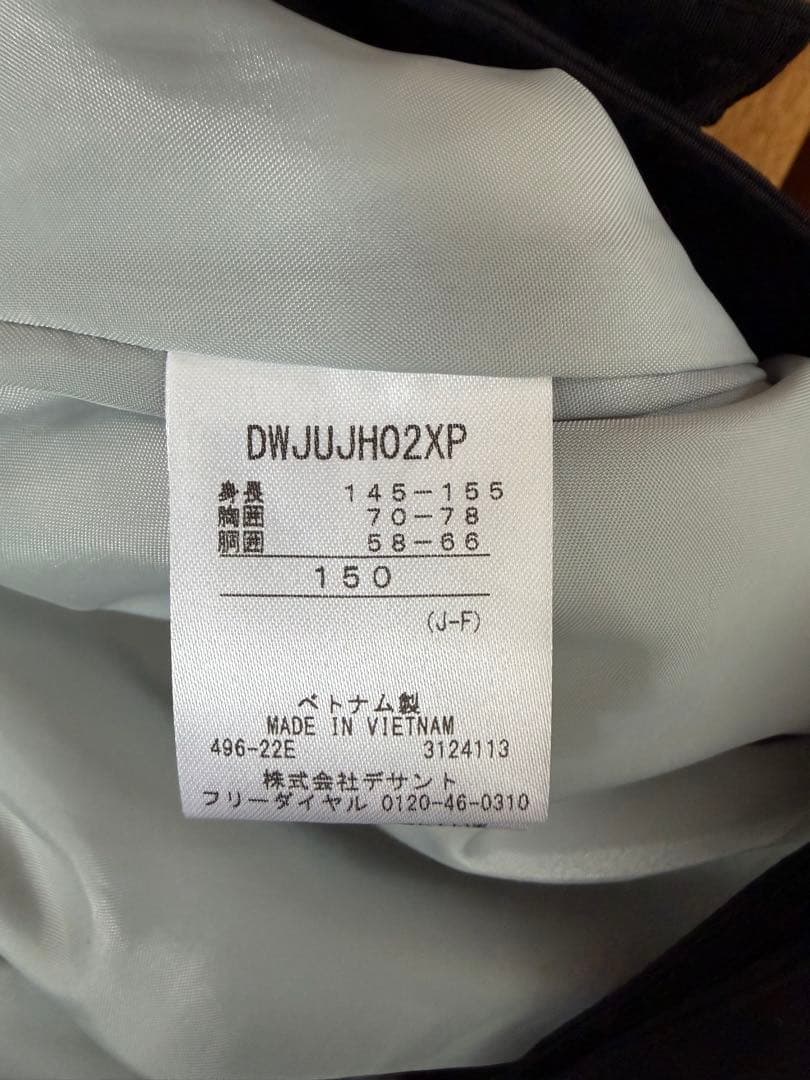 DWJUJH02XP
身長 145-155
胸囲 70-78
胴囲 58-66
150
(J-F)
ベトナム製
MADE IN VIETNAM
496-22E 3124113
株式会社デサント
フリーダイヤル 0120-46-0310